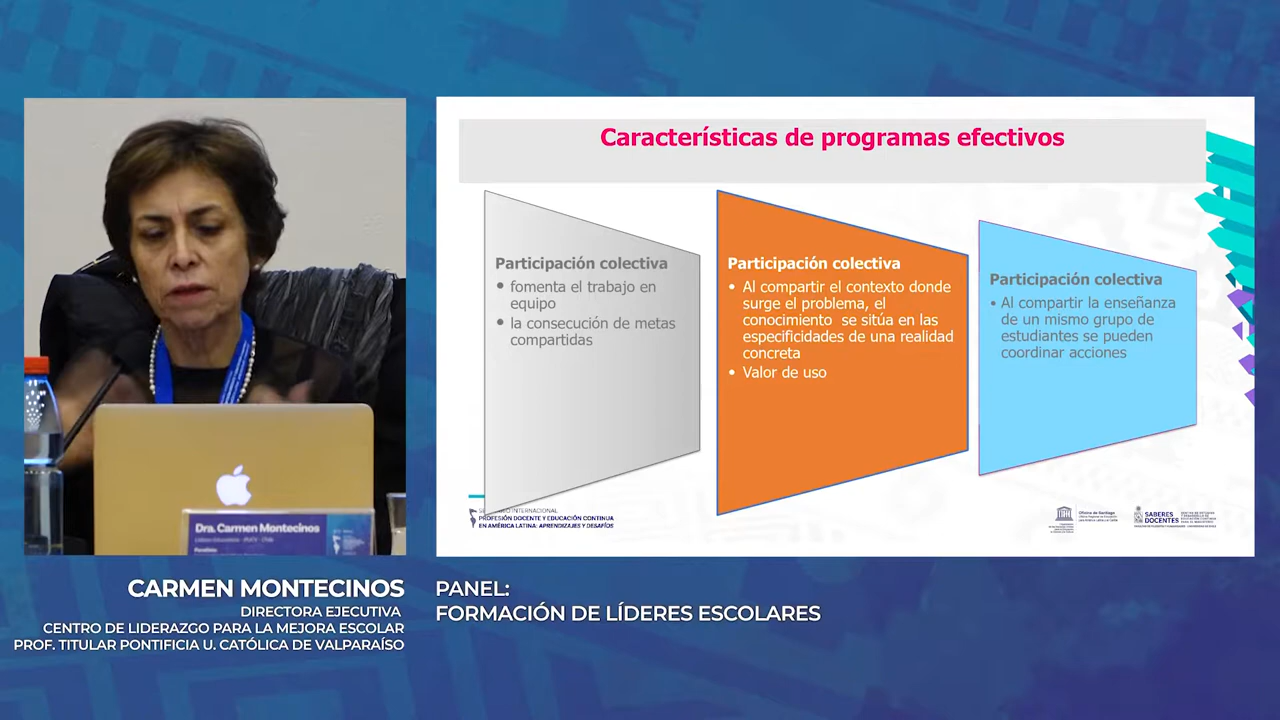 Características de programas efectivos
Participación colectiva
• fomenta el trabajo en
equipo
• la consecución de metas
compartidas
Participación colectiva
• Al compartir el contexto donde
surge el problema, el
conocimiento se sitúa en las
especificidades de una realidad
concreta
• Valor de uso
Participación colectiva
• Al compartir la enseñanza
de un mismo grupo de
estudiantes se pueden
coordinar acciones
INTERNACIONAL
PROFESIÓN DOCENTE Y EDUCACIÓN CONTINUA
EN AMÉRICA LATINA: APRENDIZAJES Y DESAFÍOS
Oficina de Santiago
SABERES
DOCENTES
Dra. Carmen Montecinos
CARMEN MONTECINOS
DIRECTORA EJECUTIVA
CENTRO DE LIDERAZGO PARA LA MEJORA ESCOLAR
PROF. TITULAR PONTIFICIA U. CATÓLICA DE VALPARAÍSO
PANEL:
FORMACIÓN DE LÍDERES ESCOLARES